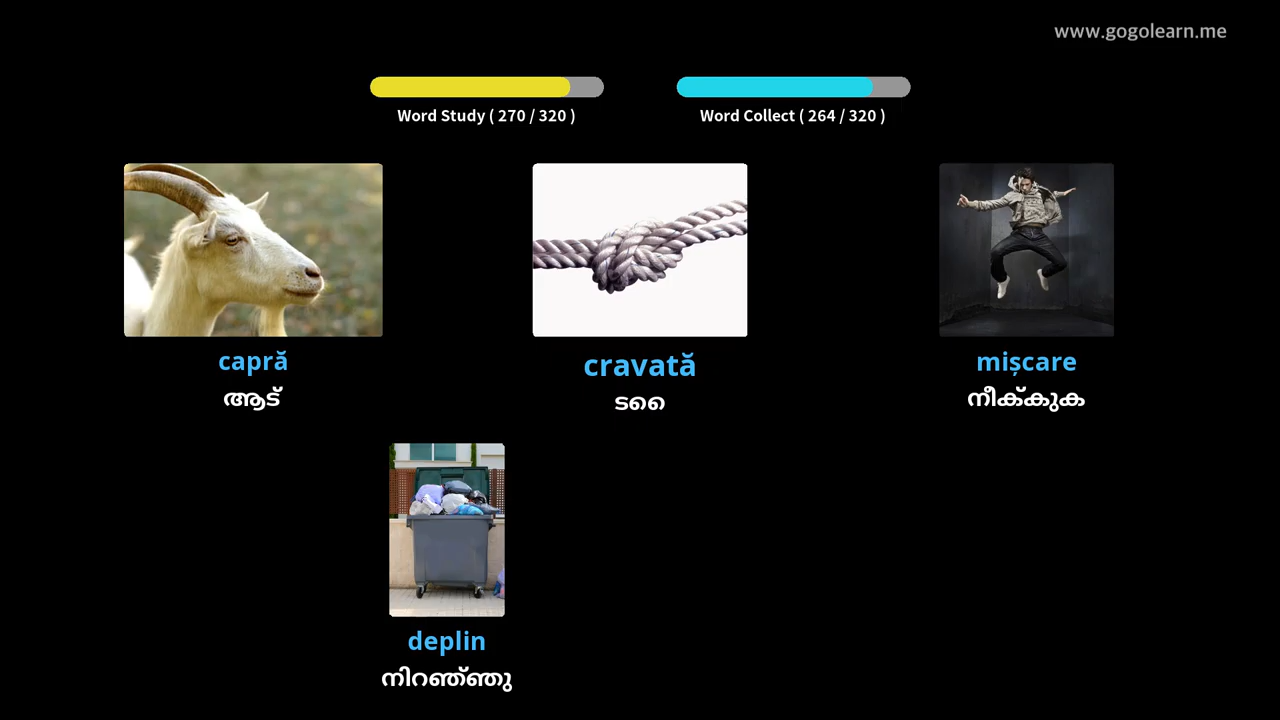 www.gogolearn.me
Word Study ( 270 / 320 )
Word Collect ( 264 / 320 )
capră
ആട്
cravată
ടൈ
mișcare
നീക്കുക
deplin
നിറഞ്ഞു